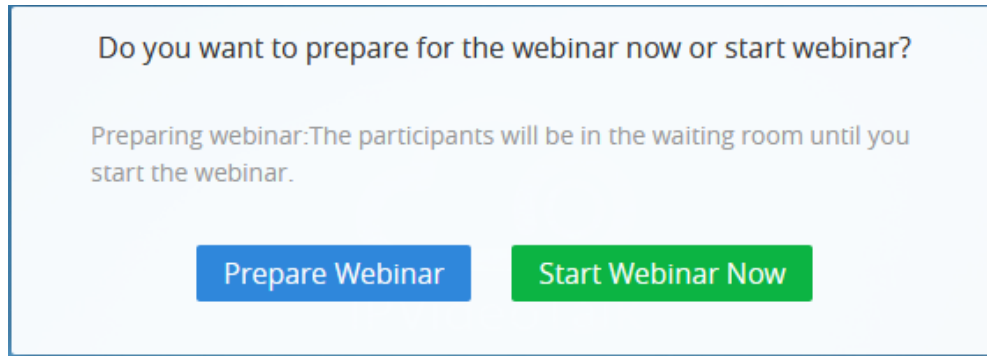 Do you want to prepare for the webinar now or start webinar?
Preparing webinar:The participants will be in the waiting room until you
start the webinar.
Prepare Webinar
Start Webinar Now